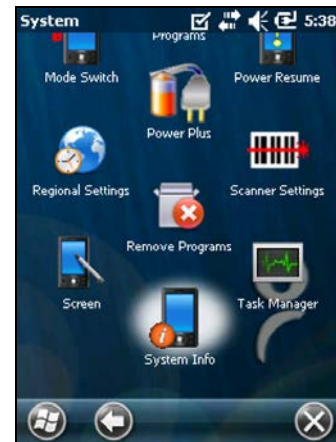 System 5:38
Programs
Mode Switch
Power Resume
Power Plus
Regional Settings
Scanner Settings
Remove Programs
Screen
Task Manager
System Info